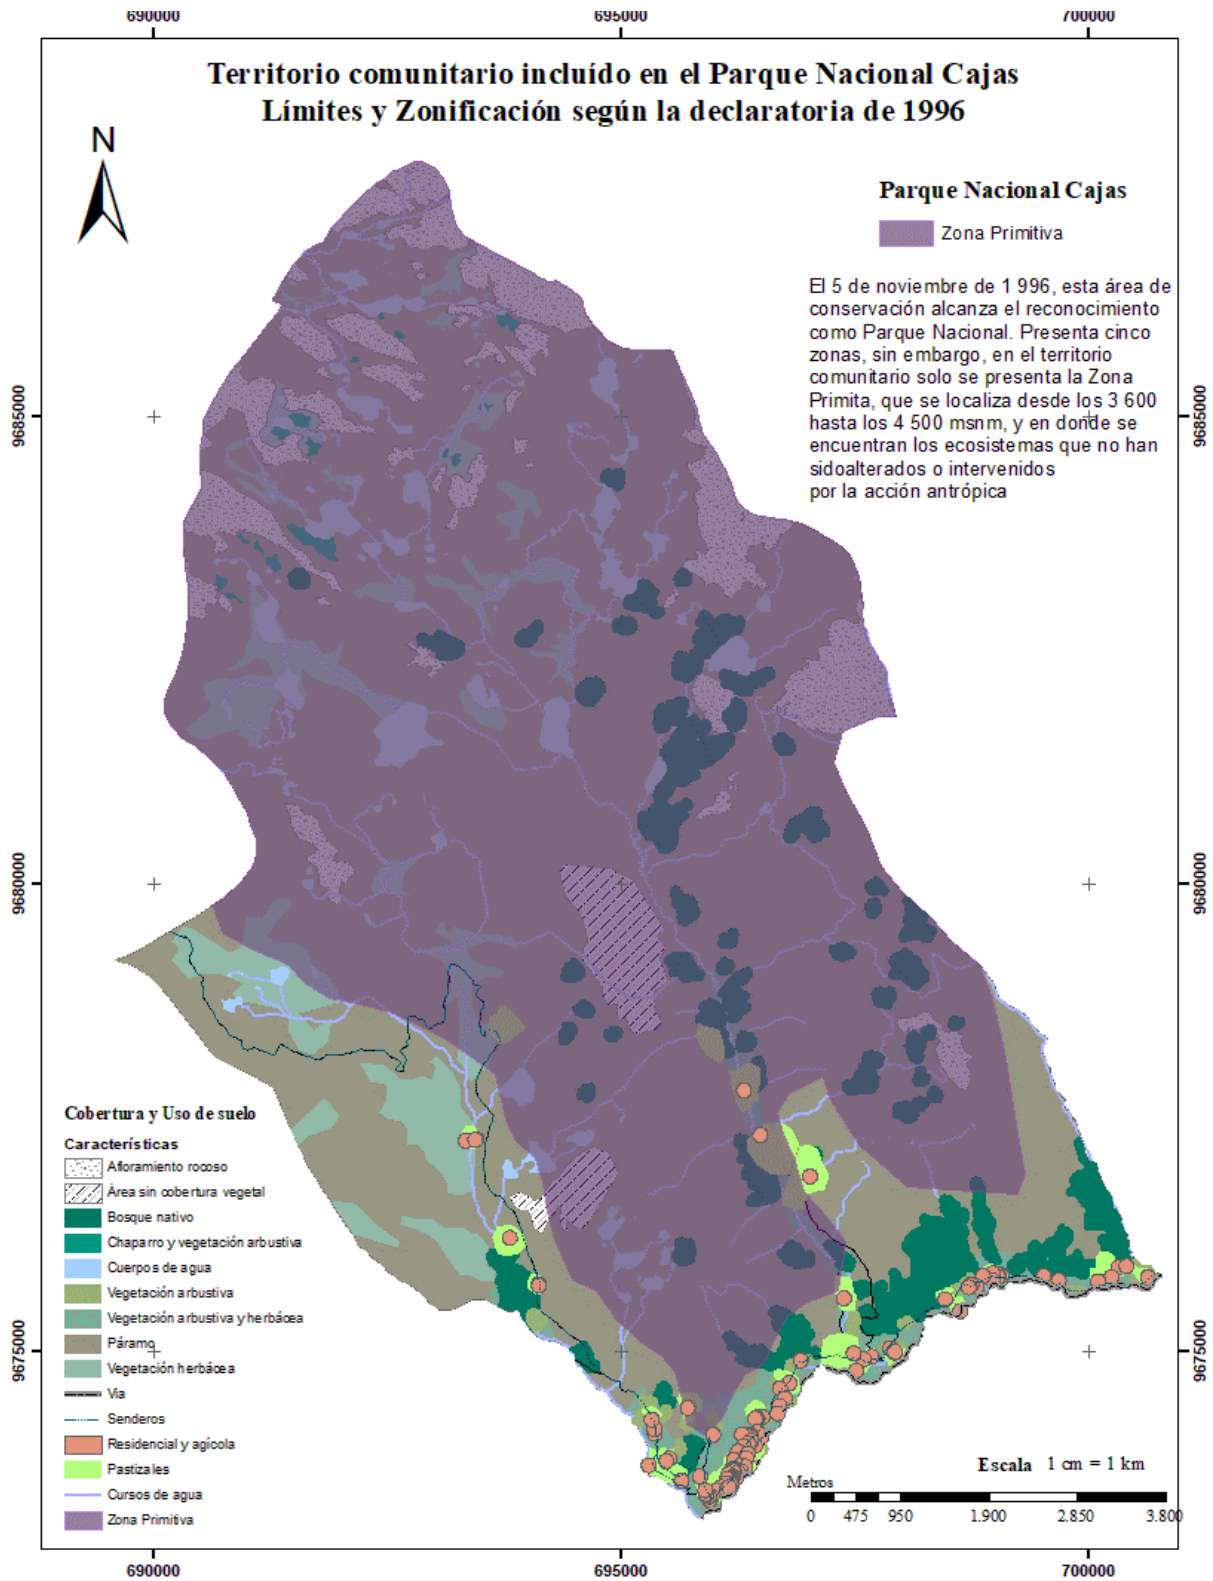 690000
695000
700000
Territorio comunitario incluído en el Parque Nacional Cajas
Límites y Zonificación según la declaratoria de 1996
N
Parque Nacional Cajas
Zona Primitiva
El 5 de noviembre de 1 996, esta área de
conservación alcanza el reconocimiento
como Parque Nacional. Presenta cinco
zonas, sin embargo, en el territorio
comunitario solo se presenta la Zona
Primita, que se localiza desde los 3 600
hasta los 4 500 msnm, y en donde se
encuentran los ecosistemas que no han
sidoalterados o intervenidos
por la acción antrópica
9685000
9685000
9680000
9680000
9675000
9675000
Cobertura y Uso de suelo
Características
Afloramiento rocoso
Área sin cobertura vegetal
Bosque nativo
Chaparro y vegetación arbustiva
Cuerpos de agua
Vegetación arbustiva
Vegetación arbustiva y herbácea
Páramo
Vegetación herbácea
Via
Senderos
Residencial y agícola
Pastizales
Cursos de agua
Zona Primitiva
Escala 1 cm = 1 km
Metros
0 475 950 1.900 2.850 3.800
690000
695000
700000